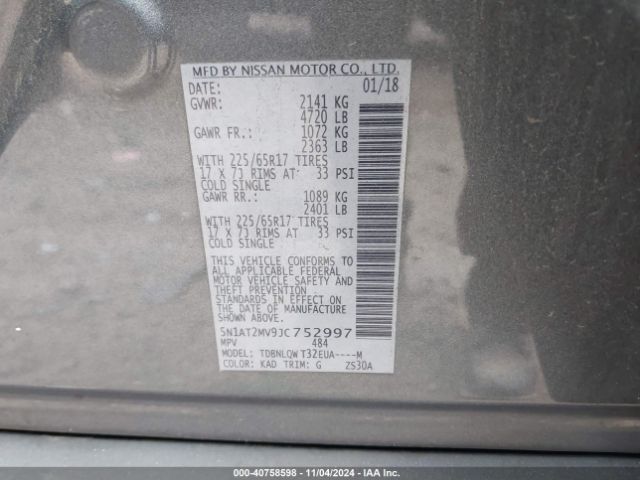 MFD BY NISSAN MOTOR CO., LTD.
DATE: 01/18
GVWR: 2141 KG
4720 LB
GAWR FR.: 1072 KG
2363 LB
WITH 225/65R17 TIRES
17 X 7J RIMS AT 33 PSI
COLD SINGLE
GAWR RR.: 1089 KG
2401 LB
WITH 225/65R17 TIRES
17 X 7J RIMS AT 33 PSI
COLD SINGLE
THIS VEHICLE CONFORMS TO
ALL APPLICABLE FEDERAL
MOTOR VEHICLE SAFETY AND
THEFT PREVENTION
STANDARDS IN EFFECT ON
THE DATE OF MANUFACTURE
SHOWN ABOVE.
5N1AT2MV9JC752997
MPV 484
MODEL: TDBNLQW T32EUA----M
COLOR: KAD TRIM: G ZS30A
000-40758598 - 11/04/2024 - IAA Inc.